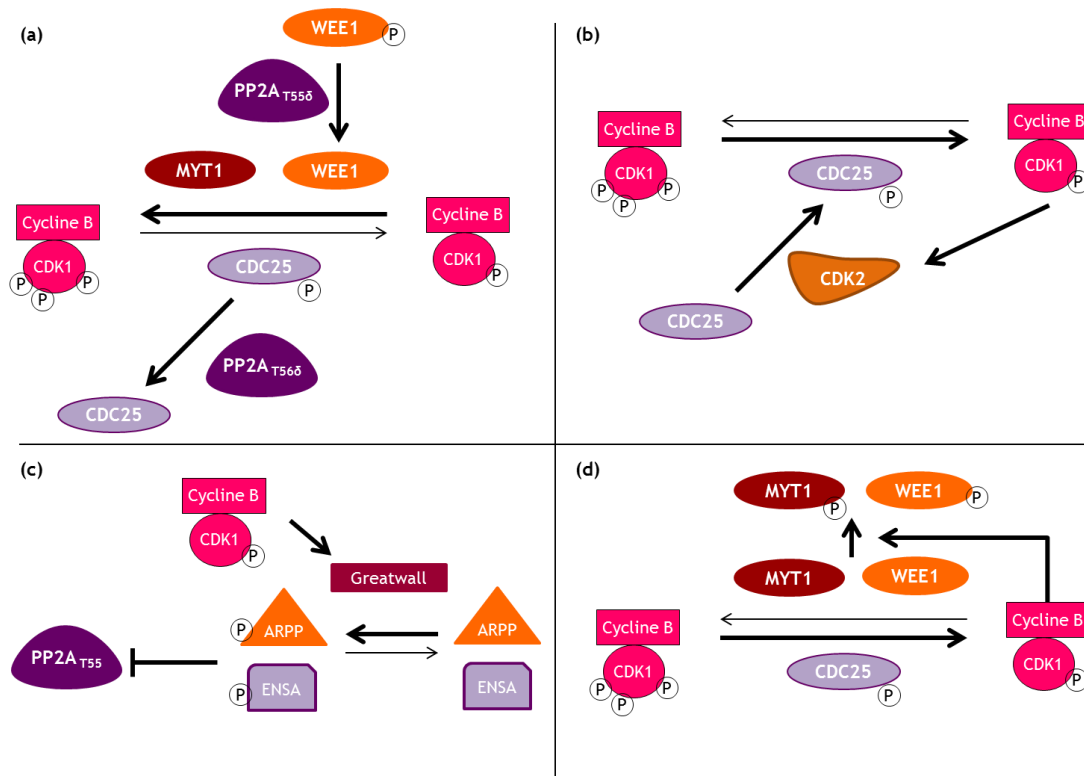 (a)
WEE1
P
PP2A T55δ
MYT1
WEE1
Cycline B
CDK1
P
P
P
CDC25
P
Cycline B
CDK1
P
PP2A T56δ
CDC25
(b)
Cycline B
CDK1
P
P
P
CDC25
P
Cycline B
CDK1
P
CDK2
CDC25
(c)
Cycline B
CDK1
P
Greatwall
ARPP
P
ARPP
PP2A T55
ENSA
P
ENSA
(d)
MYT1
P
WEE1
P
MYT1
WEE1
Cycline B
CDK1
P
P
P
CDC25
P
Cycline B
CDK1
P